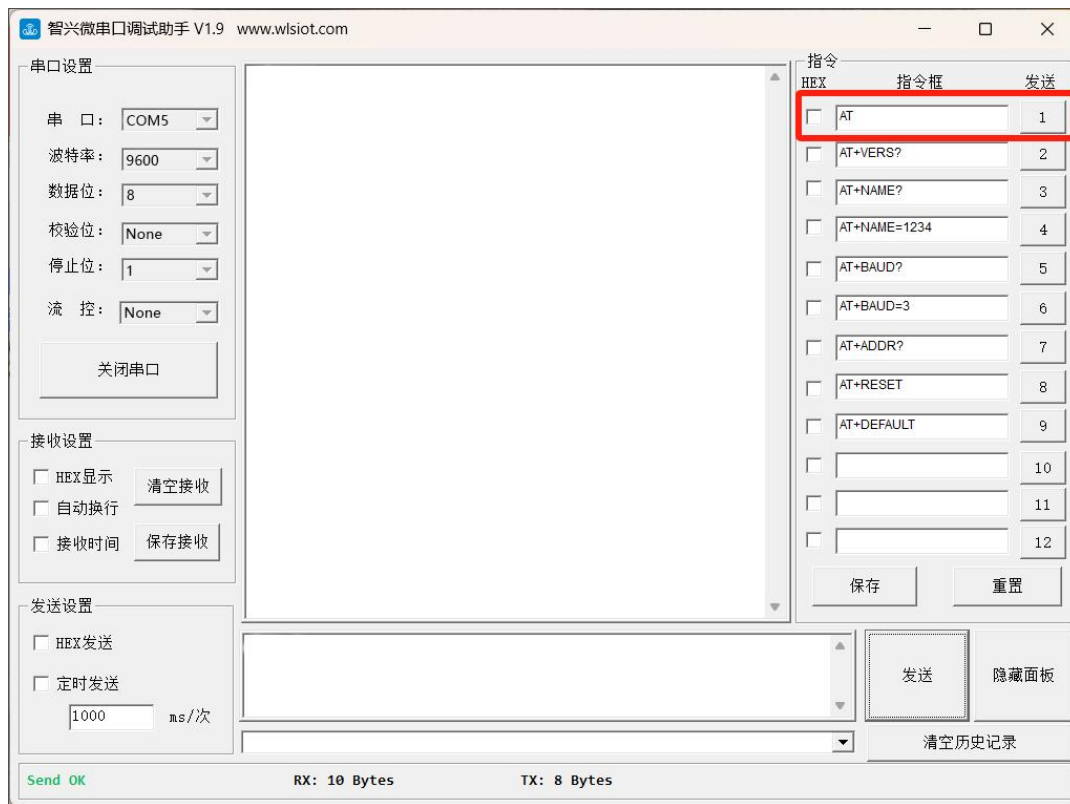 智兴微串口调试助手 V1.9 www.wlsiot.com
串口设置
串 口： COM5
波特率： 9600
数据位： 8
校验位： None
停止位： 1
流 控： None
关闭串口
接收设置
HEX显示 清空接收
自动换行
接收时间 保存接收
发送设置
HEX发送
定时发送
1000 ms/次
指令
HEX 指令框 发送
AT 1
AT+VERS? 2
AT+NAME? 3
AT+NAME=1234 4
AT+BAUD? 5
AT+BAUD=3 6
AT+ADDR? 7
AT+RESET 8
AT+DEFAULT 9
10
11
12
保存 重置
发送 隐藏面板
清空历史记录
Send OK RX: 10 Bytes TX: 8 Bytes